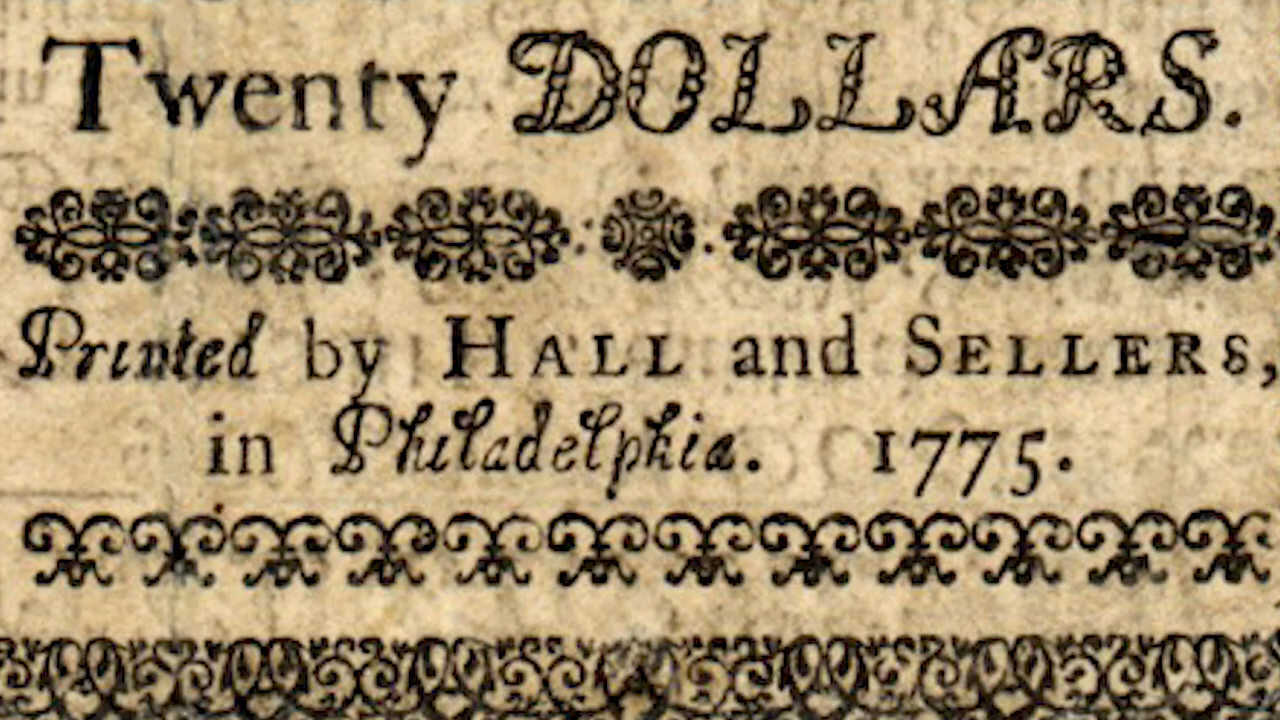 Twenty DOLLARS.
Printed by HALL and SELLERS,
in Philadelphia. 1775.